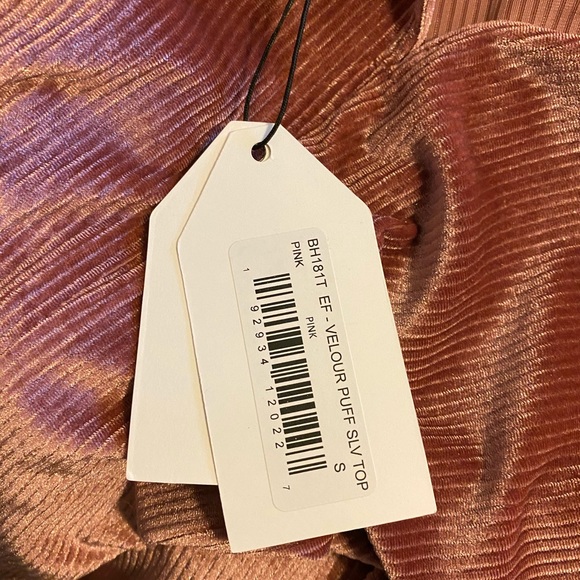 BH181T EF - VELOUR PUFF SLV TOP
PINK PINK S
1 92934 12022 7